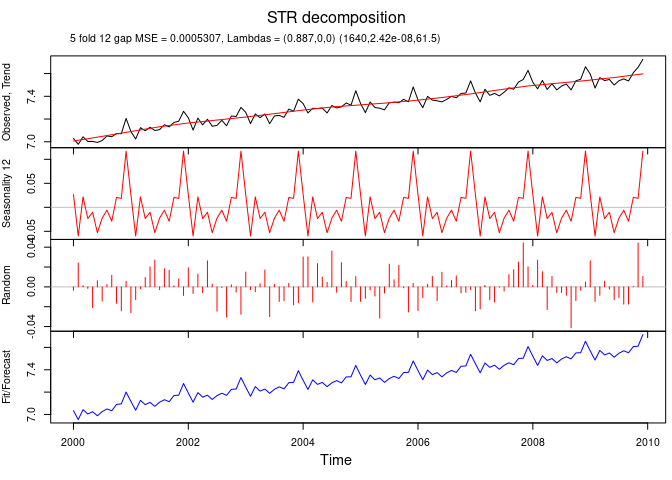 STR decomposition
5 fold 12 gap MSE = 0.0005307, Lambdas = (0.887,0,0) (1640,2.42e-08,61.5)
Observed, Trend
7.4
7.0
Seasonality 12
0.05
-0.05
Random
0.04
0.00
-0.04
Fit/Forecast
7.4
7.0
2000 2002 2004 2006 2008 2010
Time